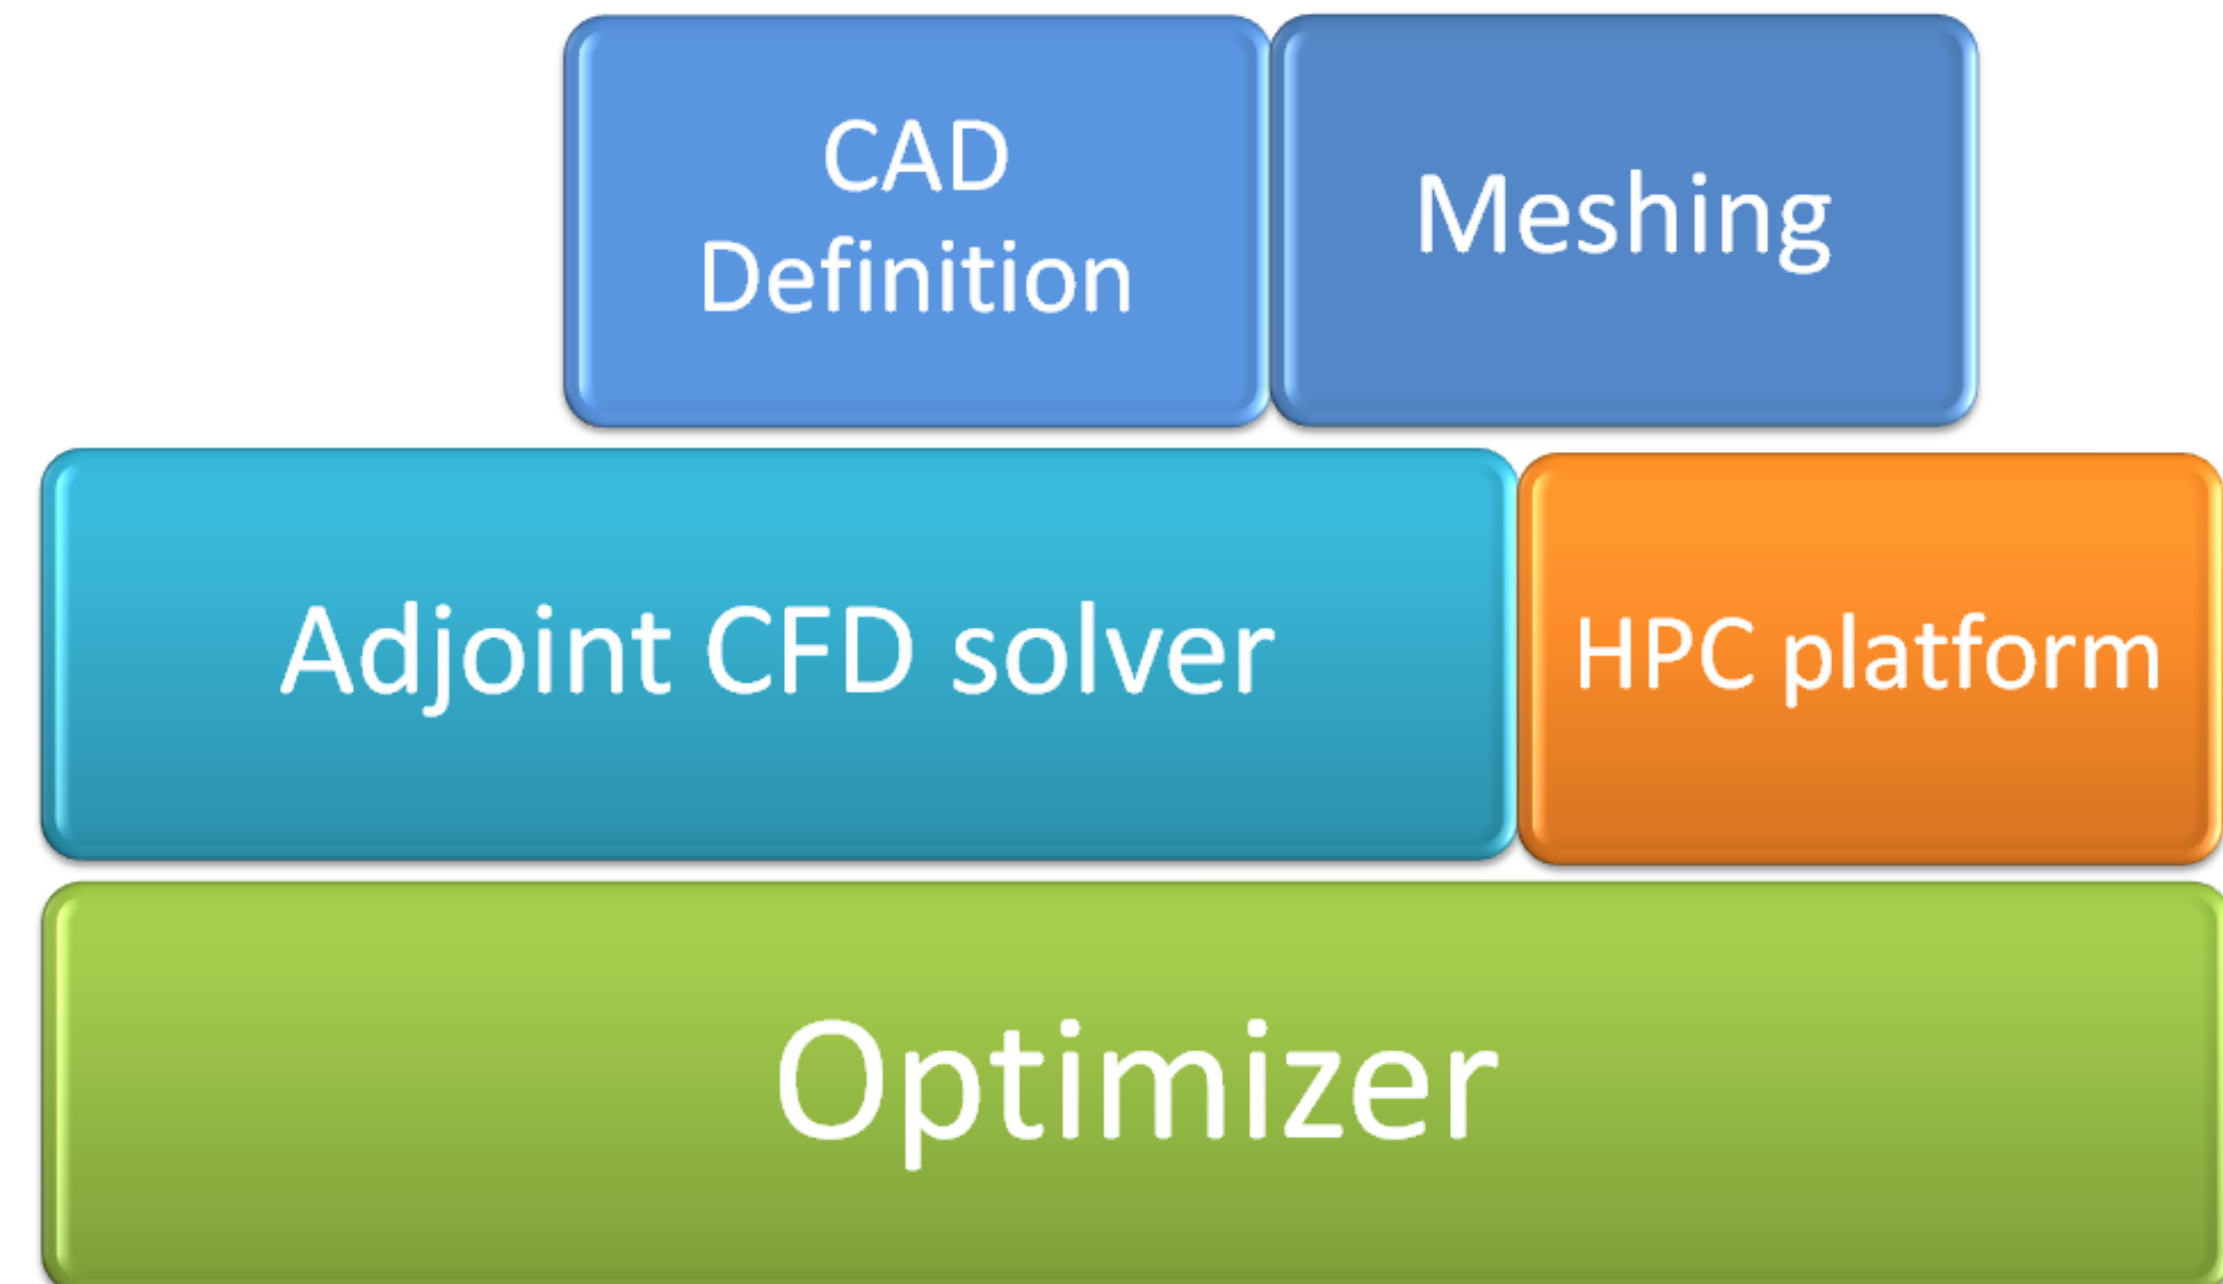 CAD
Definition
Meshing
Adjoint CFD solver
HPC platform
Optimizer